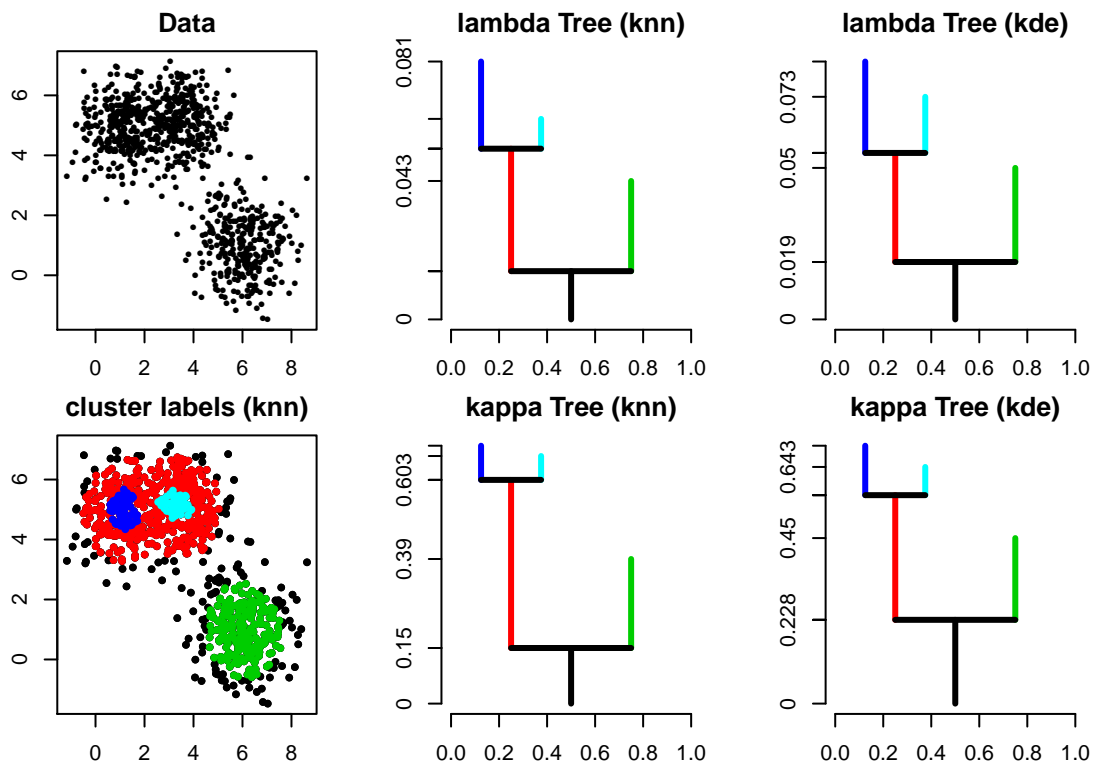 Data
6
4
2
0
0 2 4 6 8
lambda Tree (knn)
0.081
0.043
0
0.0 0.2 0.4 0.6 0.8 1.0
lambda Tree (kde)
0.073
0.05
0.019
0
0.0 0.2 0.4 0.6 0.8 1.0
cluster labels (knn)
6
4
2
0
0 2 4 6 8
kappa Tree (knn)
0.603
0.39
0.15
0
0.0 0.2 0.4 0.6 0.8 1.0
kappa Tree (kde)
0.643
0.45
0.228
0
0.0 0.2 0.4 0.6 0.8 1.0